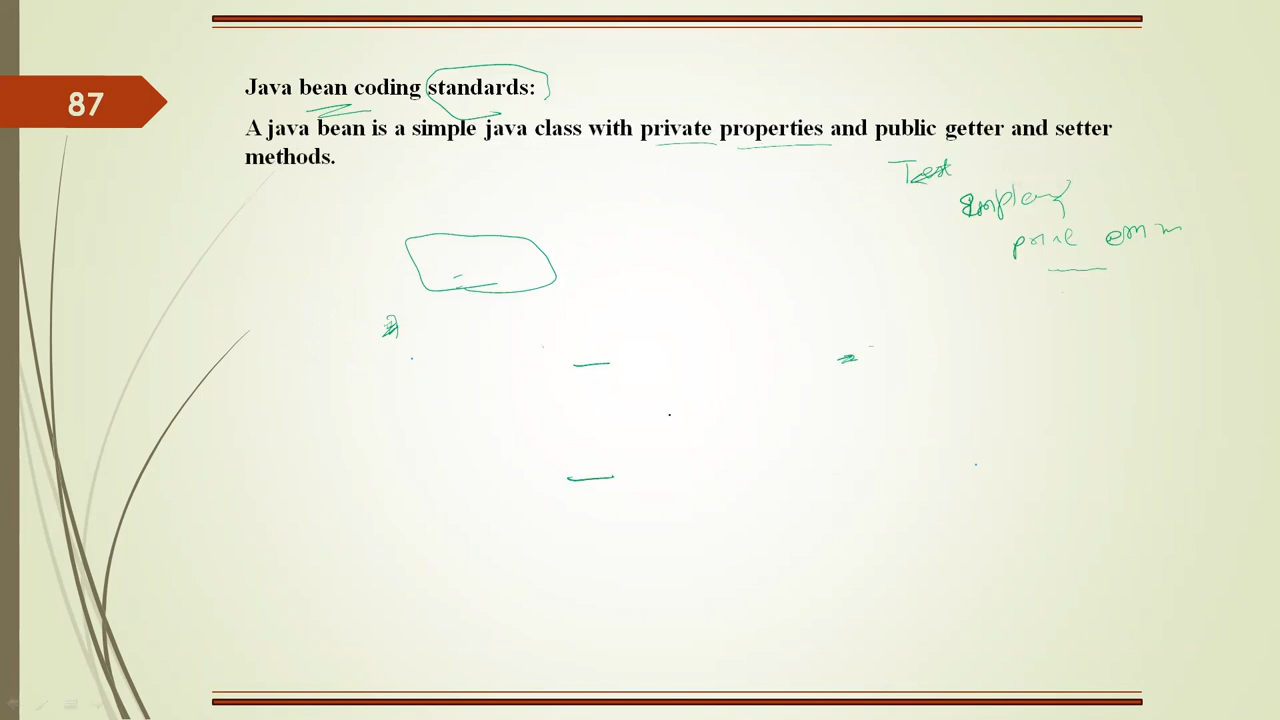 87
Java bean coding standards:
A java bean is a simple java class with private properties and public getter and setter
methods.
Test